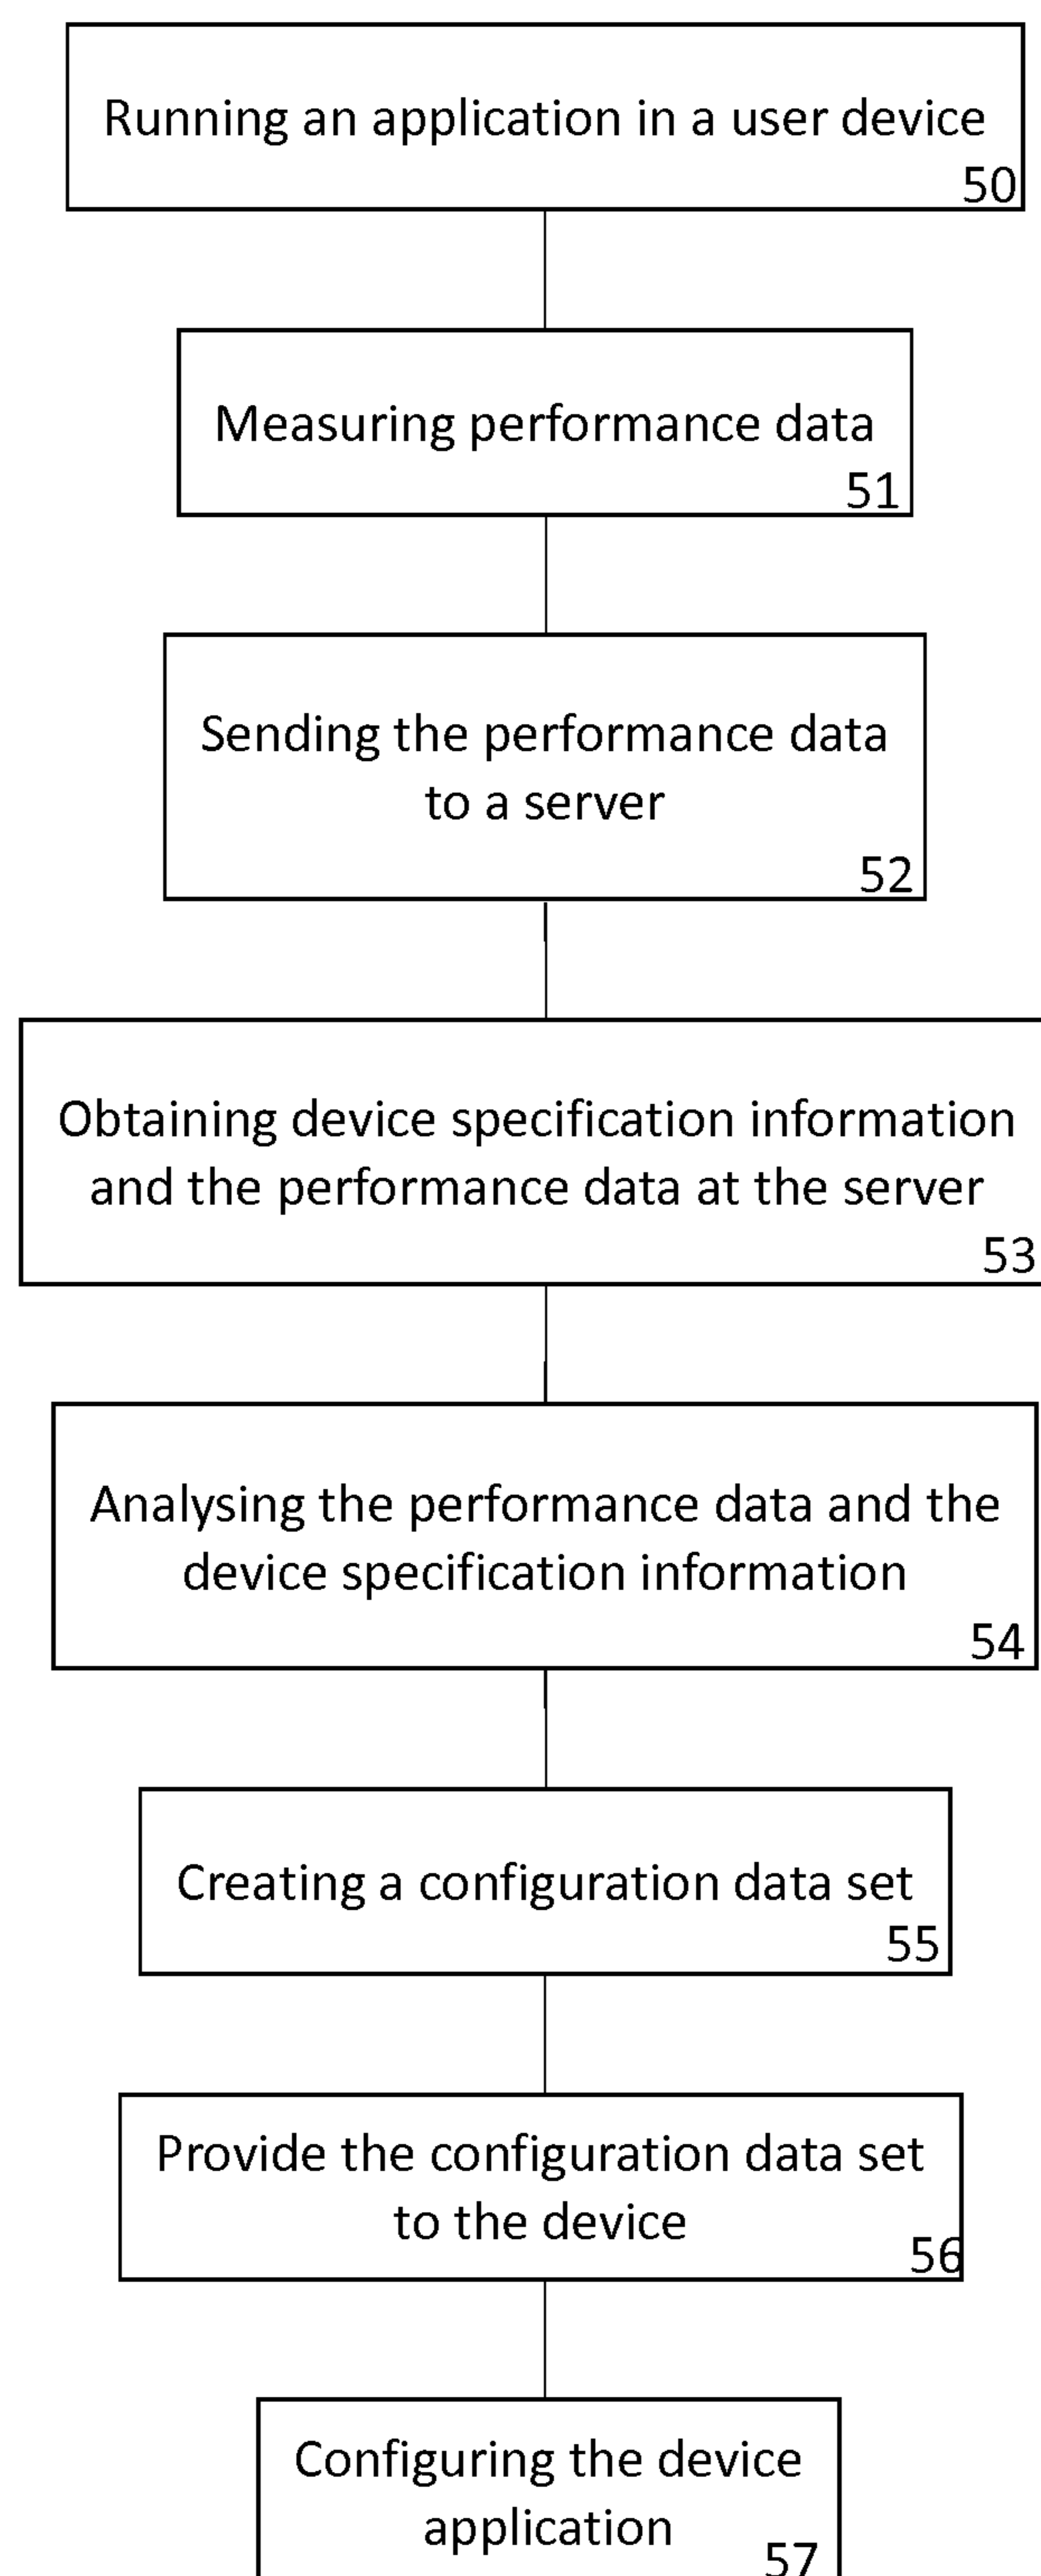 Running an application in a user device
50
Measuring performance data
51
Sending the performance data
to a server
52
Obtaining device specification information
and the performance data at the server
53
Analysing the performance data and the
device specification information
54
Creating a configuration data set
55
Provide the configuration data set
to the device
56
Configuring the device
application
57